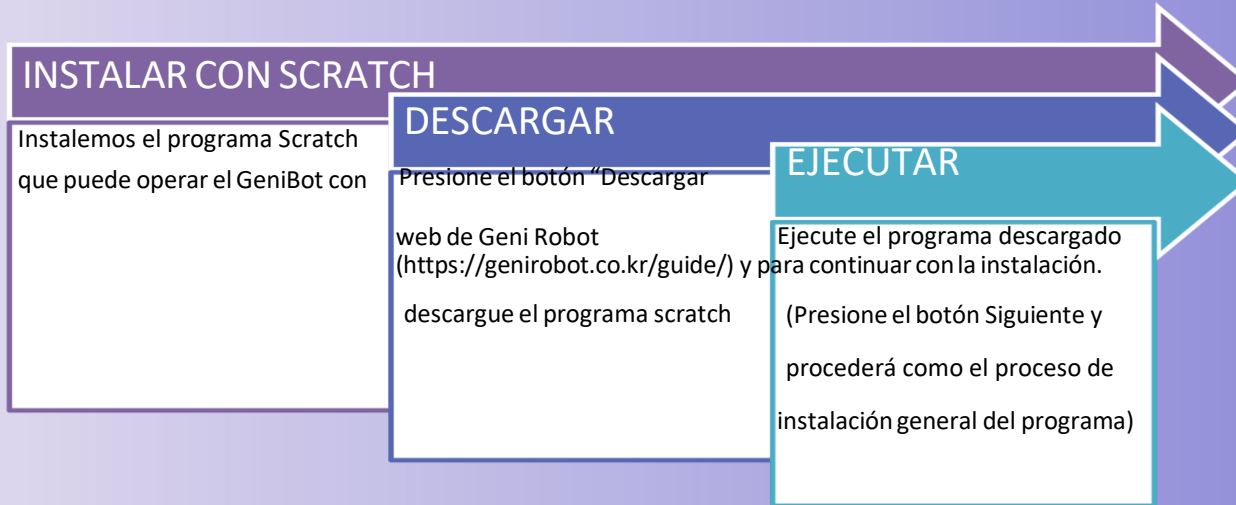 INSTALAR CON SCRATCH
Instalemos el programa Scratch
que puede operar el GeniBot con
DESCARGAR
Presione el botón “Descargar
web de Geni Robot
(https://genirobot.co.kr/guide/) y
descargue el programa scratch
EJECUTAR
Ejecute el programa descargado
para continuar con la instalación.
(Presione el botón Siguiente y
procederá como el proceso de
instalación general del programa)